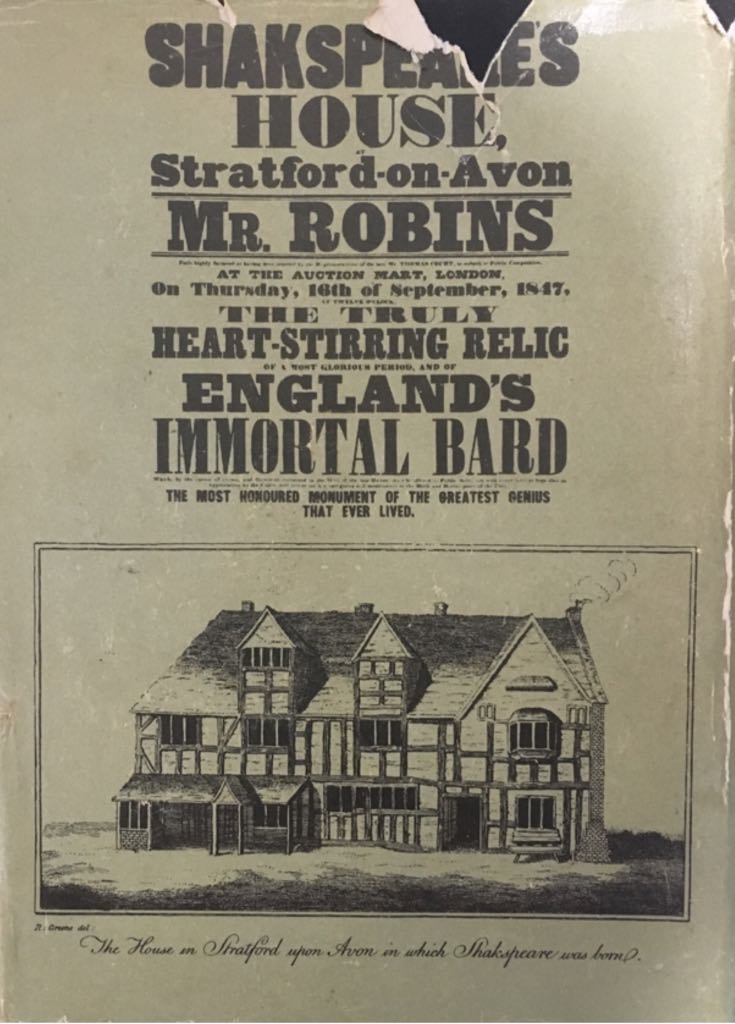 SHAKSPEARE'S
HOUSE,
AT
Stratford-on-Avon
MR. ROBINS
AT THE AUCTION MART, LONDON,
On Thursday, 16th of September, 1847,
AT TWELVE O'CLOCK,
THE TRULY
HEART-STIRRING RELIC
OF A MOST GLORIOUS PERIOD, AND OF
ENGLAND'S
IMMORTAL BARD
THE MOST HONOURED MONUMENT OF THE GREATEST GENIUS
THAT EVER LIVED.
R: Greene del:
The House in Stratford upon Avon in which Shakspeare was born.